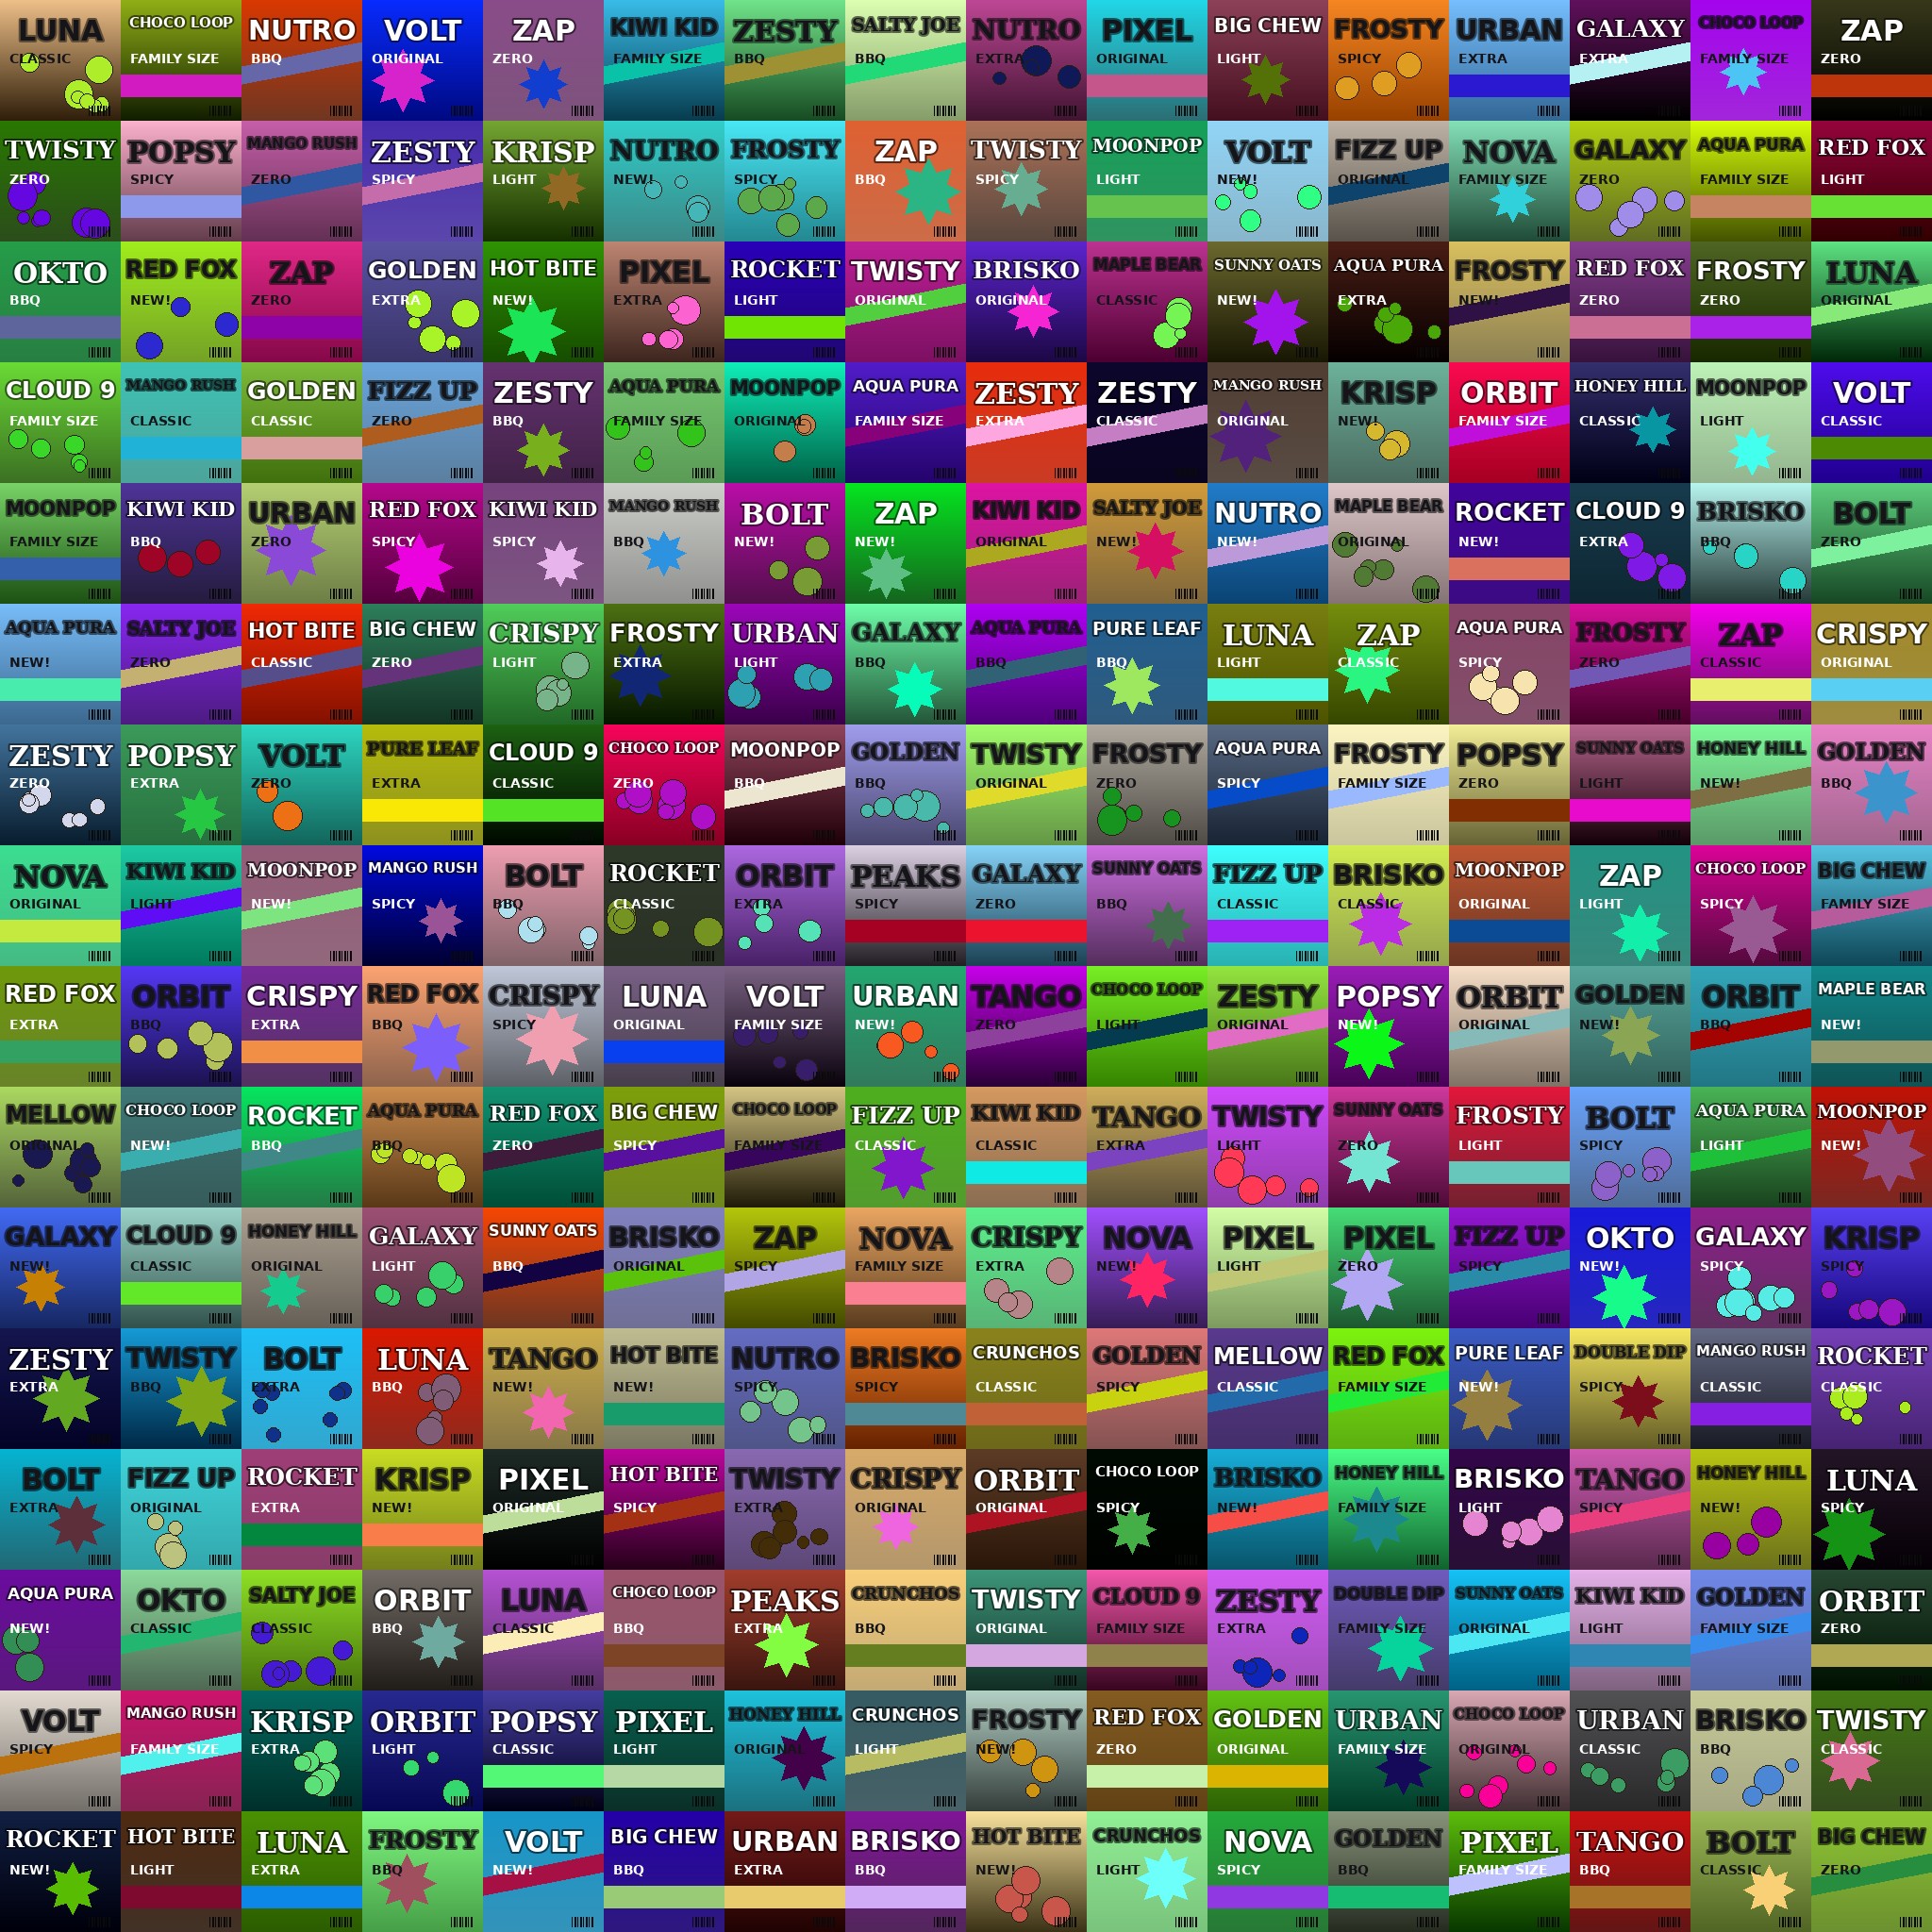 LUNA CHOCO LOOP NUTRO VOLT ZAP KIWI KID ZESTY SALTY JOE NUTRO PIXEL BIG CHEW FROSTY URBAN GALAXY CHOCO LOOP ZAP
CLASSIC FAMILY SIZE BBQ ORIGINAL ZERO FAMILY SIZE BBQ BBQ EXTRA ORIGINAL LIGHT SPICY EXTRA EXTRA FAMILY SIZE ZERO
TWISTY POPSY MANGO RUSH ZESTY KRISP NUTRO FROSTY ZAP TWISTY MOONPOP VOLT FIZZ UP NOVA GALAXY AQUA PURA RED FOX
ZERO SPICY ZERO SPICY LIGHT NEW! SPICY BBQ SPICY LIGHT NEW! ORIGINAL FAMILY SIZE ZERO FAMILY SIZE LIGHT
OKTO RED FOX ZAP GOLDEN HOT BITE PIXEL ROCKET TWISTY BRISKO MAPLE BEAR SUNNY OATS AQUA PURA FROSTY RED FOX FROSTY LUNA
BBQ NEW! ZERO EXTRA NEW! EXTRA LIGHT ORIGINAL ORIGINAL CLASSIC NEW! EXTRA NEW! ZERO ZERO ORIGINAL
CLOUD 9 MANGO RUSH GOLDEN FIZZ UP ZESTY AQUA PURA MOONPOP AQUA PURA ZESTY ZESTY MANGO RUSH KRISP ORBIT HONEY HILL MOONPOP VOLT
FAMILY SIZE CLASSIC CLASSIC ZERO BBQ FAMILY SIZE ORIGINAL FAMILY SIZE EXTRA CLASSIC ORIGINAL NEW! FAMILY SIZE CLASSIC LIGHT CLASSIC
MOONPOP KIWI KID URBAN RED FOX KIWI KID MANGO RUSH BOLT ZAP KIWI KID SALTY JOE NUTRO MAPLE BEAR ROCKET CLOUD 9 BRISKO BOLT
FAMILY SIZE BBQ ZERO SPICY SPICY BBQ NEW! NEW! ORIGINAL NEW! NEW! ORIGINAL NEW! EXTRA BBQ ZERO
AQUA PURA SALTY JOE HOT BITE BIG CHEW CRISPY FROSTY URBAN GALAXY AQUA PURA PURE LEAF LUNA ZAP AQUA PURA FROSTY ZAP CRISPY
NEW! ZERO CLASSIC ZERO LIGHT EXTRA LIGHT BBQ BBQ BBQ LIGHT CLASSIC SPICY ZERO CLASSIC ORIGINAL
ZESTY POPSY VOLT PURE LEAF CLOUD 9 CHOCO LOOP MOONPOP GOLDEN TWISTY FROSTY AQUA PURA FROSTY POPSY SUNNY OATS HONEY HILL GOLDEN
ZERO EXTRA ZERO EXTRA CLASSIC ZERO BBQ BBQ ORIGINAL ZERO SPICY FAMILY SIZE ZERO LIGHT NEW! BBQ
NOVA KIWI KID MOONPOP MANGO RUSH BOLT ROCKET ORBIT PEAKS GALAXY SUNNY OATS FIZZ UP BRISKO MOONPOP ZAP CHOCO LOOP BIG CHEW
ORIGINAL LIGHT NEW! SPICY BBQ CLASSIC EXTRA SPICY ZERO BBQ CLASSIC CLASSIC ORIGINAL LIGHT SPICY FAMILY SIZE
RED FOX ORBIT CRISPY RED FOX CRISPY LUNA VOLT URBAN TANGO CHOCO LOOP ZESTY POPSY ORBIT GOLDEN ORBIT MAPLE BEAR
EXTRA BBQ EXTRA BBQ SPICY ORIGINAL FAMILY SIZE NEW! ZERO LIGHT ORIGINAL NEW! ORIGINAL NEW! BBQ NEW!
MELLOW CHOCO LOOP ROCKET AQUA PURA RED FOX BIG CHEW CHOCO LOOP FIZZ UP KIWI KID TANGO TWISTY SUNNY OATS FROSTY BOLT AQUA PURA MOONPOP
ORIGINAL NEW! BBQ BBQ ZERO SPICY FAMILY SIZE CLASSIC CLASSIC EXTRA LIGHT ZERO LIGHT SPICY LIGHT NEW!
GALAXY CLOUD 9 HONEY HILL GALAXY SUNNY OATS BRISKO ZAP NOVA CRISPY NOVA PIXEL PIXEL FIZZ UP OKTO GALAXY KRISP
NEW! CLASSIC ORIGINAL LIGHT BBQ ORIGINAL SPICY FAMILY SIZE EXTRA NEW! LIGHT ZERO SPICY NEW! SPICY SPICY
ZESTY TWISTY BOLT LUNA TANGO HOT BITE NUTRO BRISKO CRUNCHOS GOLDEN MELLOW RED FOX PURE LEAF DOUBLE DIP MANGO RUSH ROCKET
EXTRA BBQ EXTRA BBQ NEW! NEW! SPICY SPICY CLASSIC SPICY CLASSIC FAMILY SIZE NEW! SPICY CLASSIC CLASSIC
BOLT FIZZ UP ROCKET KRISP PIXEL HOT BITE TWISTY CRISPY ORBIT CHOCO LOOP BRISKO HONEY HILL BRISKO TANGO HONEY HILL LUNA
EXTRA ORIGINAL EXTRA NEW! ORIGINAL SPICY EXTRA ORIGINAL ORIGINAL SPICY NEW! FAMILY SIZE LIGHT SPICY NEW! SPICY
AQUA PURA OKTO SALTY JOE ORBIT LUNA CHOCO LOOP PEAKS CRUNCHOS TWISTY CLOUD 9 ZESTY DOUBLE DIP SUNNY OATS KIWI KID GOLDEN ORBIT
NEW! CLASSIC CLASSIC BBQ CLASSIC BBQ EXTRA BBQ ORIGINAL FAMILY SIZE EXTRA FAMILY SIZE ORIGINAL LIGHT FAMILY SIZE ZERO
VOLT MANGO RUSH KRISP ORBIT POPSY PIXEL HONEY HILL CRUNCHOS FROSTY RED FOX GOLDEN URBAN CHOCO LOOP URBAN BRISKO TWISTY
SPICY FAMILY SIZE EXTRA LIGHT CLASSIC LIGHT ORIGINAL LIGHT NEW! ZERO ORIGINAL FAMILY SIZE ORIGINAL CLASSIC BBQ CLASSIC
ROCKET HOT BITE LUNA FROSTY VOLT BIG CHEW URBAN BRISKO HOT BITE CRUNCHOS NOVA GOLDEN PIXEL TANGO BOLT BIG CHEW
NEW! LIGHT EXTRA BBQ NEW! BBQ EXTRA BBQ NEW! LIGHT SPICY BBQ FAMILY SIZE BBQ CLASSIC ZERO